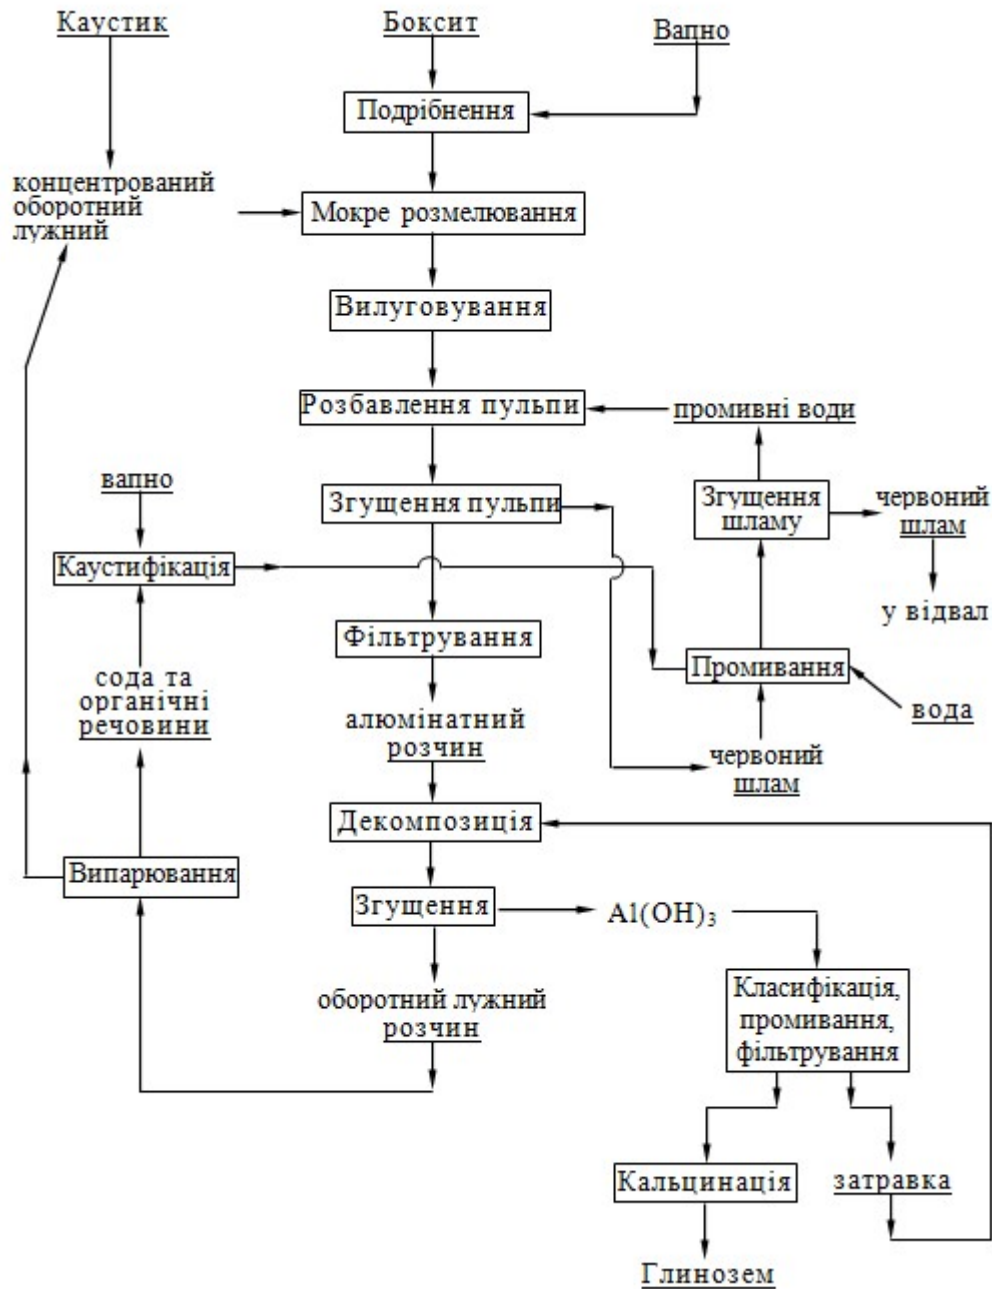 Каустик
Боксит
Вапно
Подрібнення
концентрований
оборотний
лужний
Мокре розмелювання
Вилуговування
Розбавлення пульпи
промивні води
вапно
Згущення пульпи
Згущення
шламу
червоний
шлам
Каустифікація
у відвал
Фільтрування
Промивання
сода та
органічні
речовини
вода
алюмінатний
розчин
червоний
шлам
Декомпозиція
Випарювання
Згущення
Al(OH)₃
оборотний лужний
розчин
Класифікація,
промивання,
фільтрування
Кальцинація
затравка
Глинозем